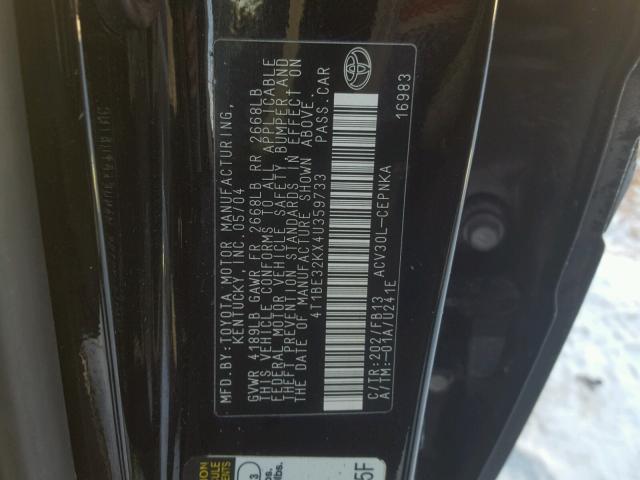 MFD.BY:TOYOTA MOTOR MANUFACTURING,
KENTUCKY, INC. 05/04
GVWR 4189LB GAWR FR 2668LB RR 2668LB
THIS VEHICLE CONFORMS TO ALL APPLICABLE
FEDERAL MOTOR VEHICLE SAFETY,BUMPER AND
THEFT PREVENTION STANDARDS IN EFFECT ON
THE DATE OF MANUFACTURE SHOWN ABOVE.
4T1BE32KX4U359733 PASS.CAR
C/TR:202/FB13 ACV30L-CEPNKA
A/TM:-01A/U241E 16983
5F